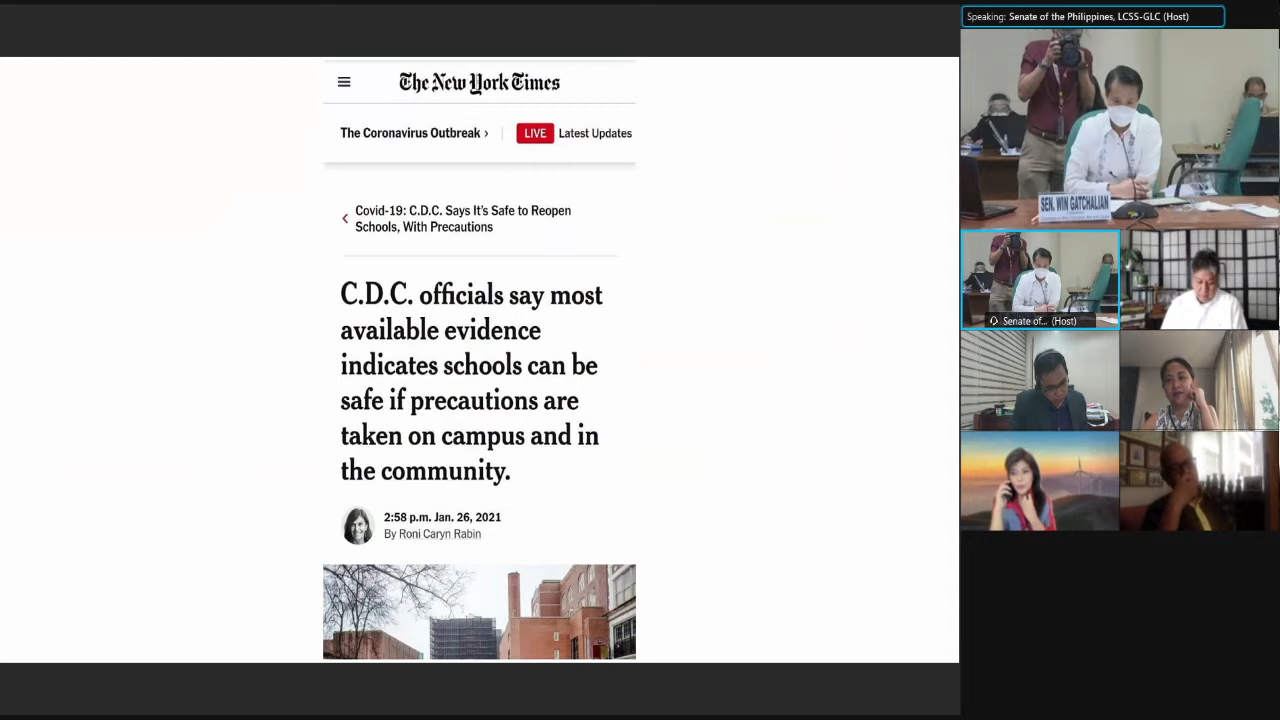 Speaking: Senate of the Philippines, LCSS-GLC (Host)
The New York Times
The Coronavirus Outbreak ›
LIVE Latest Updates
Covid-19: C.D.C. Says It's Safe to Reopen
Schools, With Precautions
C.D.C. officials say most
available evidence
indicates schools can be
safe if precautions are
taken on campus and in
the community.
2:58 p.m. Jan. 26, 2021
By Roni Caryn Rabin
SEN. WIN GATCHALIAN
Senate of... (Host)